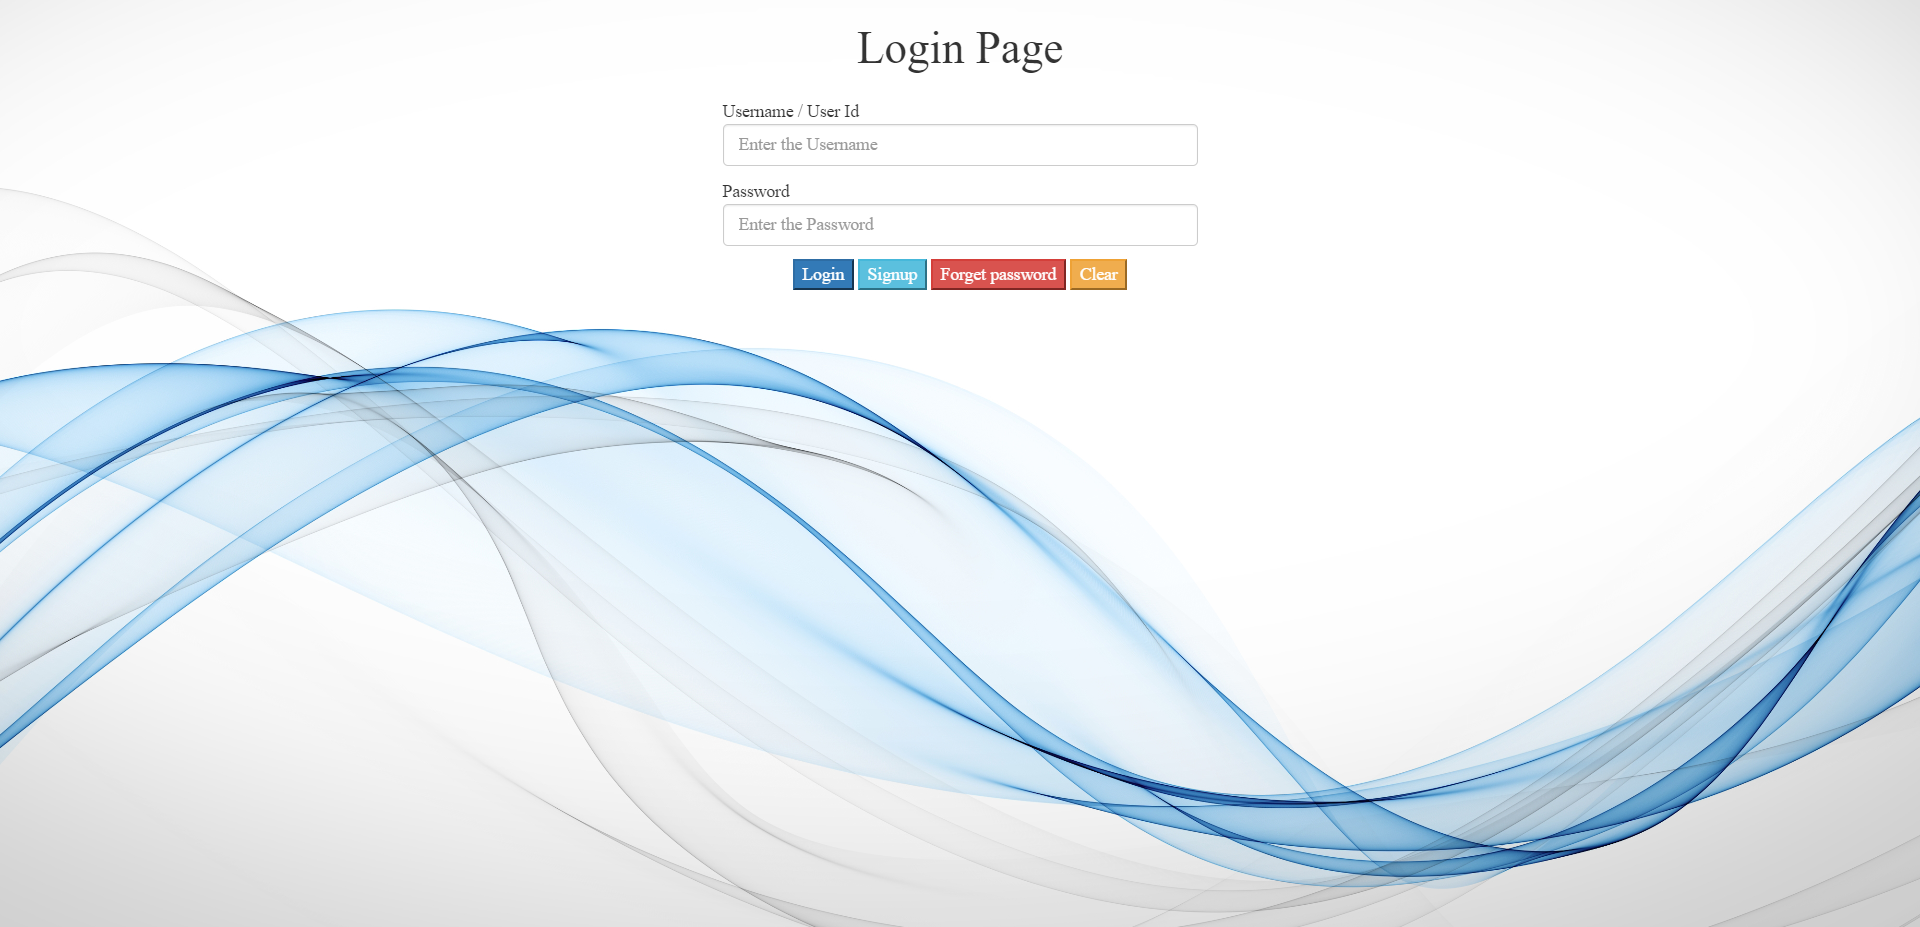 Login Page
Username / User Id
Enter the Username
Password
Enter the Password
Login Signup Forget password Clear